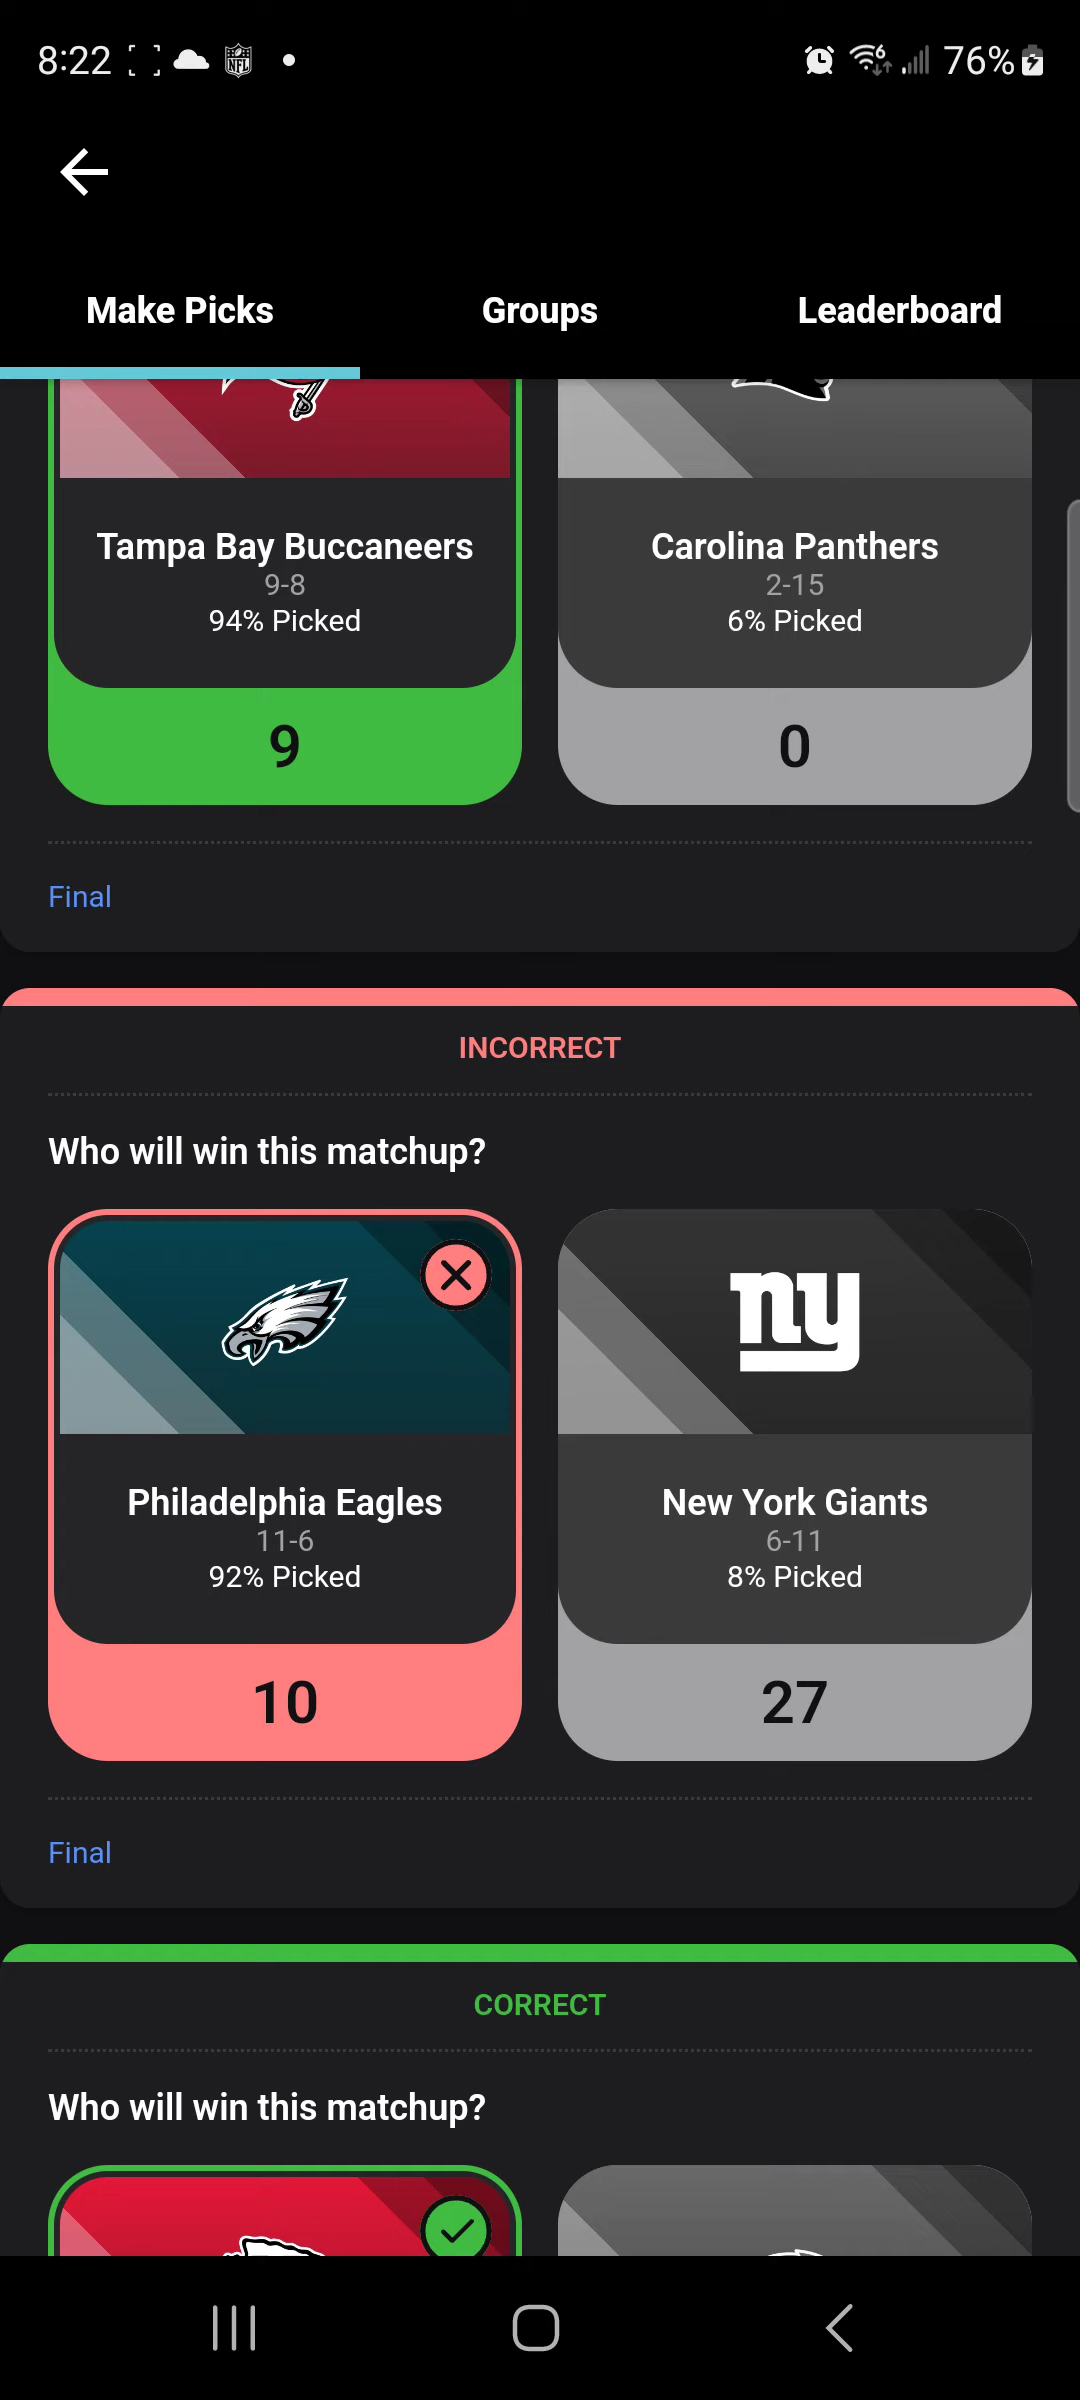 8:22
NFL
6
76%
Make Picks
Groups
Leaderboard
Tampa Bay Buccaneers
9-8
94% Picked
9
Carolina Panthers
2-15
6% Picked
0
Final
INCORRECT
Who will win this matchup?
ny
Philadelphia Eagles
11-6
92% Picked
10
New York Giants
6-11
8% Picked
27
Final
CORRECT
Who will win this matchup?